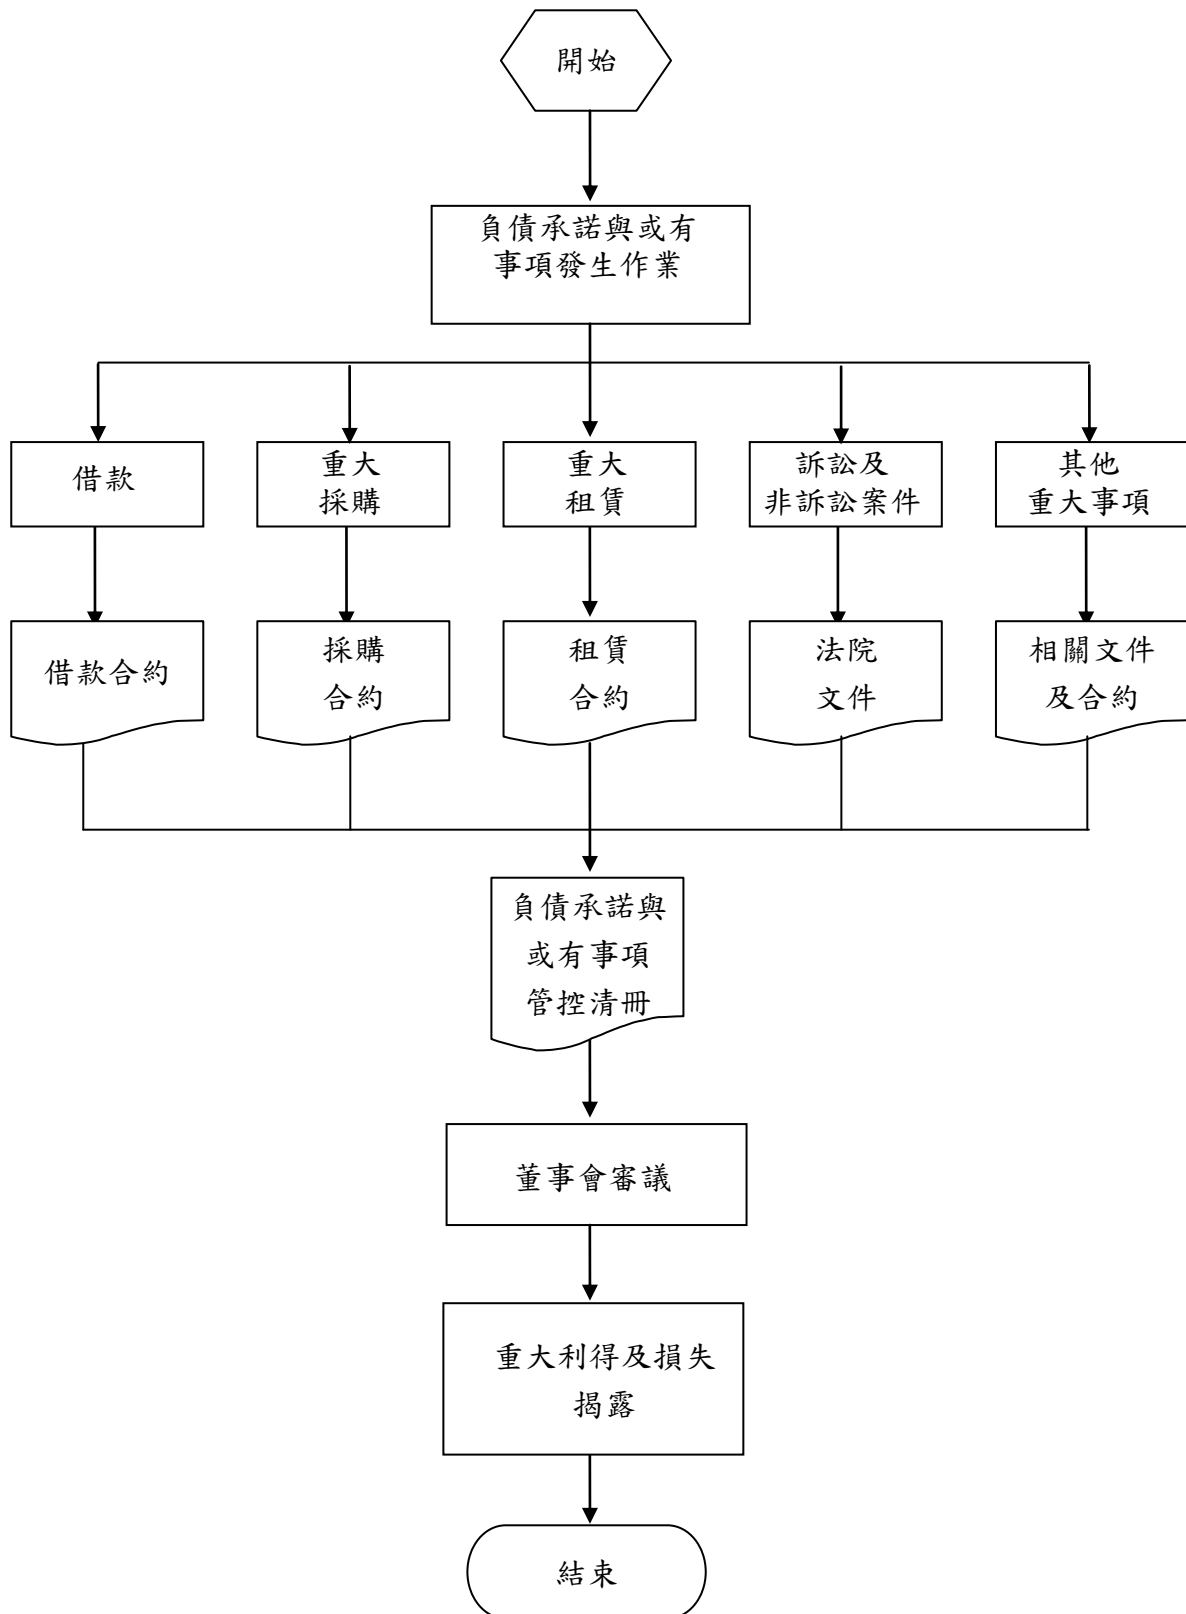 開始
負債承諾與或有
事項發生作業
借款
重大
採購
重大
租賃
訴訟及
非訴訟案件
其他
重大事項
借款合約
採購
合約
租賃
合約
法院
文件
相關文件
及合約
負債承諾與
或有事項
管控清冊
董事會審議
重大利得及損失
揭露
結束